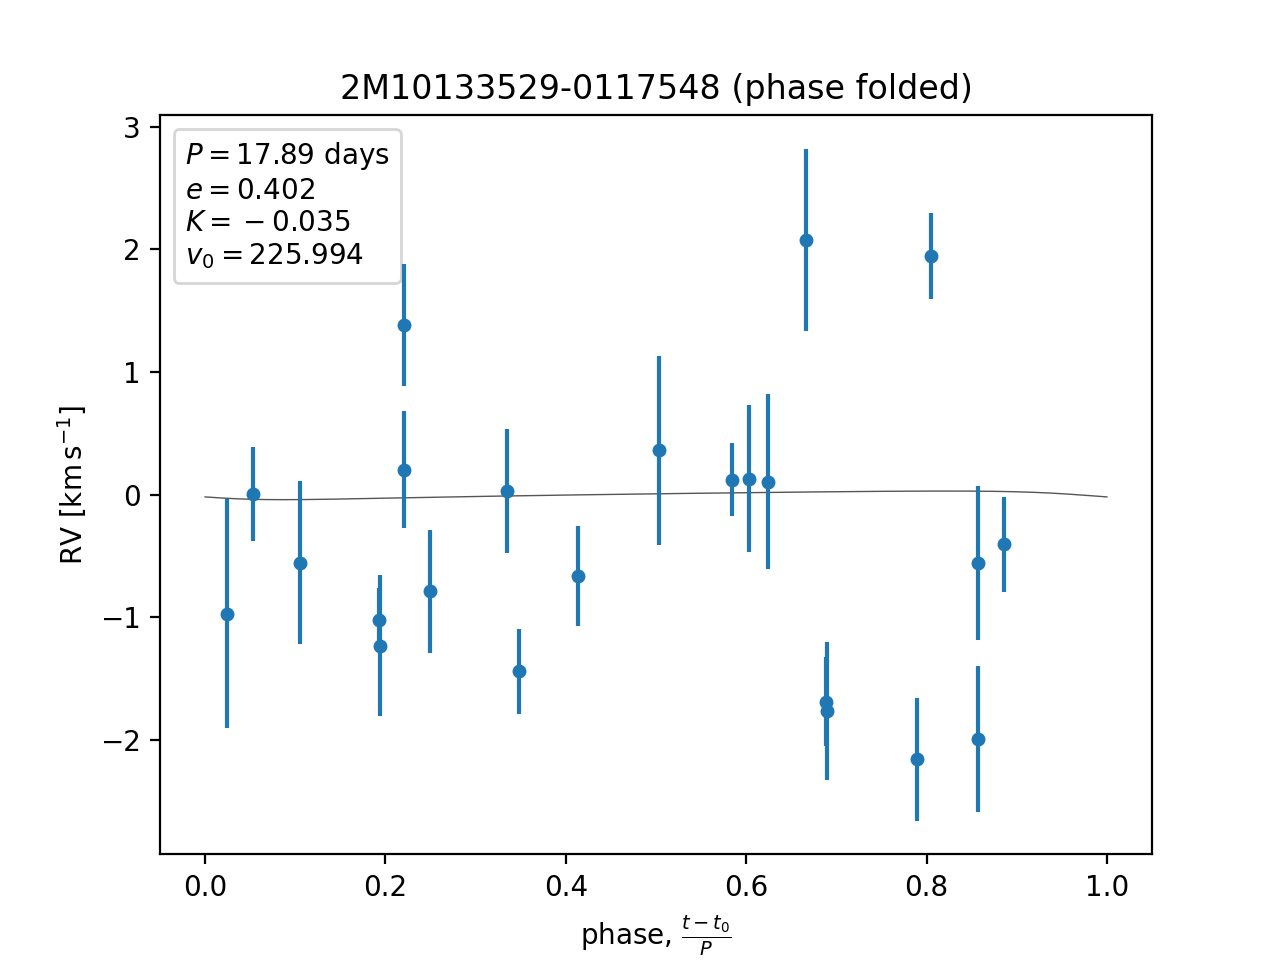 2M10133529-0117548 (phase folded)
P = 17.89 days
e = 0.402
K = −0.035
v₀ = 225.994
3
2
1
0
−1
−2
RV [km s⁻¹]
0.0 0.2 0.4 0.6 0.8 1.0
phase, (t − t₀)/P